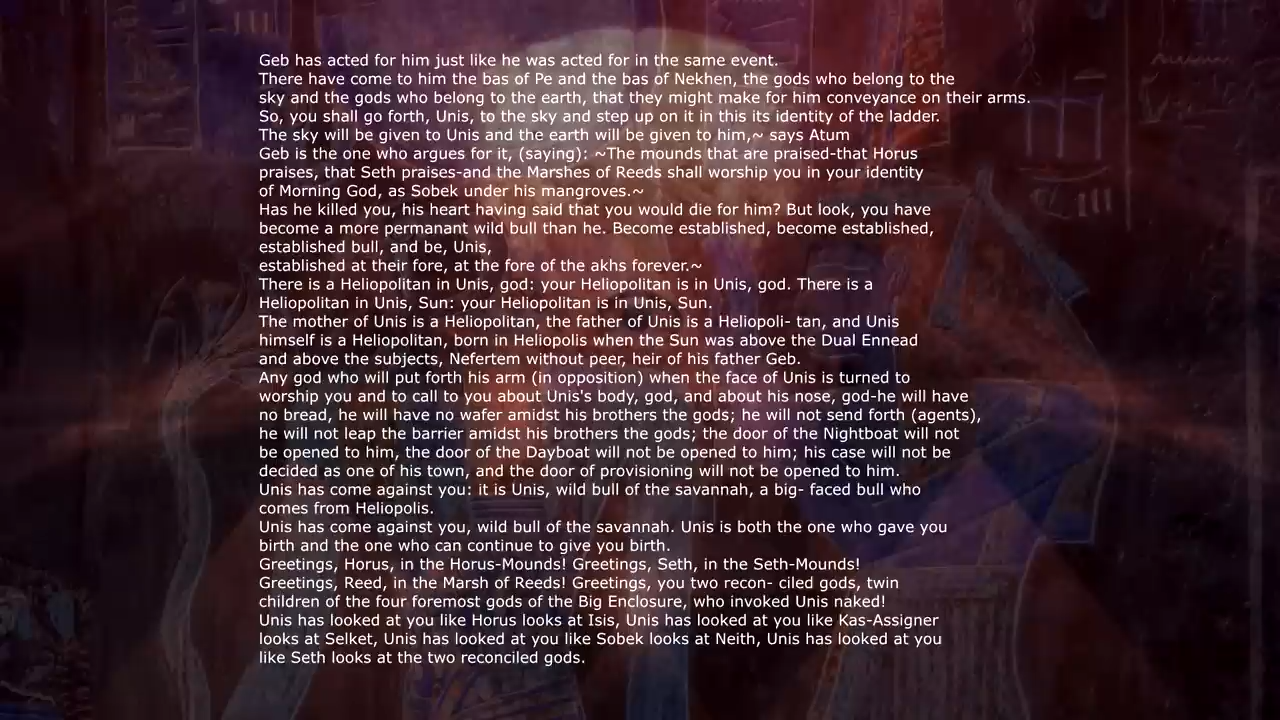 Geb has acted for him just like he was acted for in the same event.
There have come to him the bas of Pe and the bas of Nekhen, the gods who belong to the
sky and the gods who belong to the earth, that they might make for him conveyance on their arms.
So, you shall go forth, Unis, to the sky and step up on it in this its identity of the ladder.
The sky will be given to Unis and the earth will be given to him,~ says Atum
Geb is the one who argues for it, (saying): ~The mounds that are praised-that Horus
praises, that Seth praises-and the Marshes of Reeds shall worship you in your identity
of Morning God, as Sobek under his mangroves.~
Has he killed you, his heart having said that you would die for him? But look, you have
become a more permanant wild bull than he. Become established, become established,
established bull, and be, Unis,
established at their fore, at the fore of the akhs forever.~
There is a Heliopolitan in Unis, god: your Heliopolitan is in Unis, god. There is a
Heliopolitan in Unis, Sun: your Heliopolitan is in Unis, Sun.
The mother of Unis is a Heliopolitan, the father of Unis is a Heliopoli- tan, and Unis
himself is a Heliopolitan, born in Heliopolis when the Sun was above the Dual Ennead
and above the subjects, Nefertem without peer, heir of his father Geb.
Any god who will put forth his arm (in opposition) when the face of Unis is turned to
worship you and to call to you about Unis's body, god, and about his nose, god-he will have
no bread, he will have no wafer amidst his brothers the gods; he will not send forth (agents),
he will not leap the barrier amidst his brothers the gods; the door of the Nightboat will not
be opened to him, the door of the Dayboat will not be opened to him; his case will not be
decided as one of his town, and the door of provisioning will not be opened to him.
Unis has come against you: it is Unis, wild bull of the savannah, a big- faced bull who
comes from Heliopolis.
Unis has come against you, wild bull of the savannah. Unis is both the one who gave you
birth and the one who can continue to give you birth.
Greetings, Horus, in the Horus-Mounds! Greetings, Seth, in the Seth-Mounds!
Greetings, Reed, in the Marsh of Reeds! Greetings, you two recon- ciled gods, twin
children of the four foremost gods of the Big Enclosure, who invoked Unis naked!
Unis has looked at you like Horus looks at Isis, Unis has looked at you like Kas-Assigner
looks at Selket, Unis has looked at you like Sobek looks at Neith, Unis has looked at you
like Seth looks at the two reconciled gods.